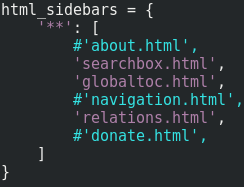 html_sidebars = {
    '**': [
        #'about.html',
        'searchbox.html',
        'globaltoc.html',
        #'navigation.html',
        'relations.html',
        #'donate.html',
    ]
}